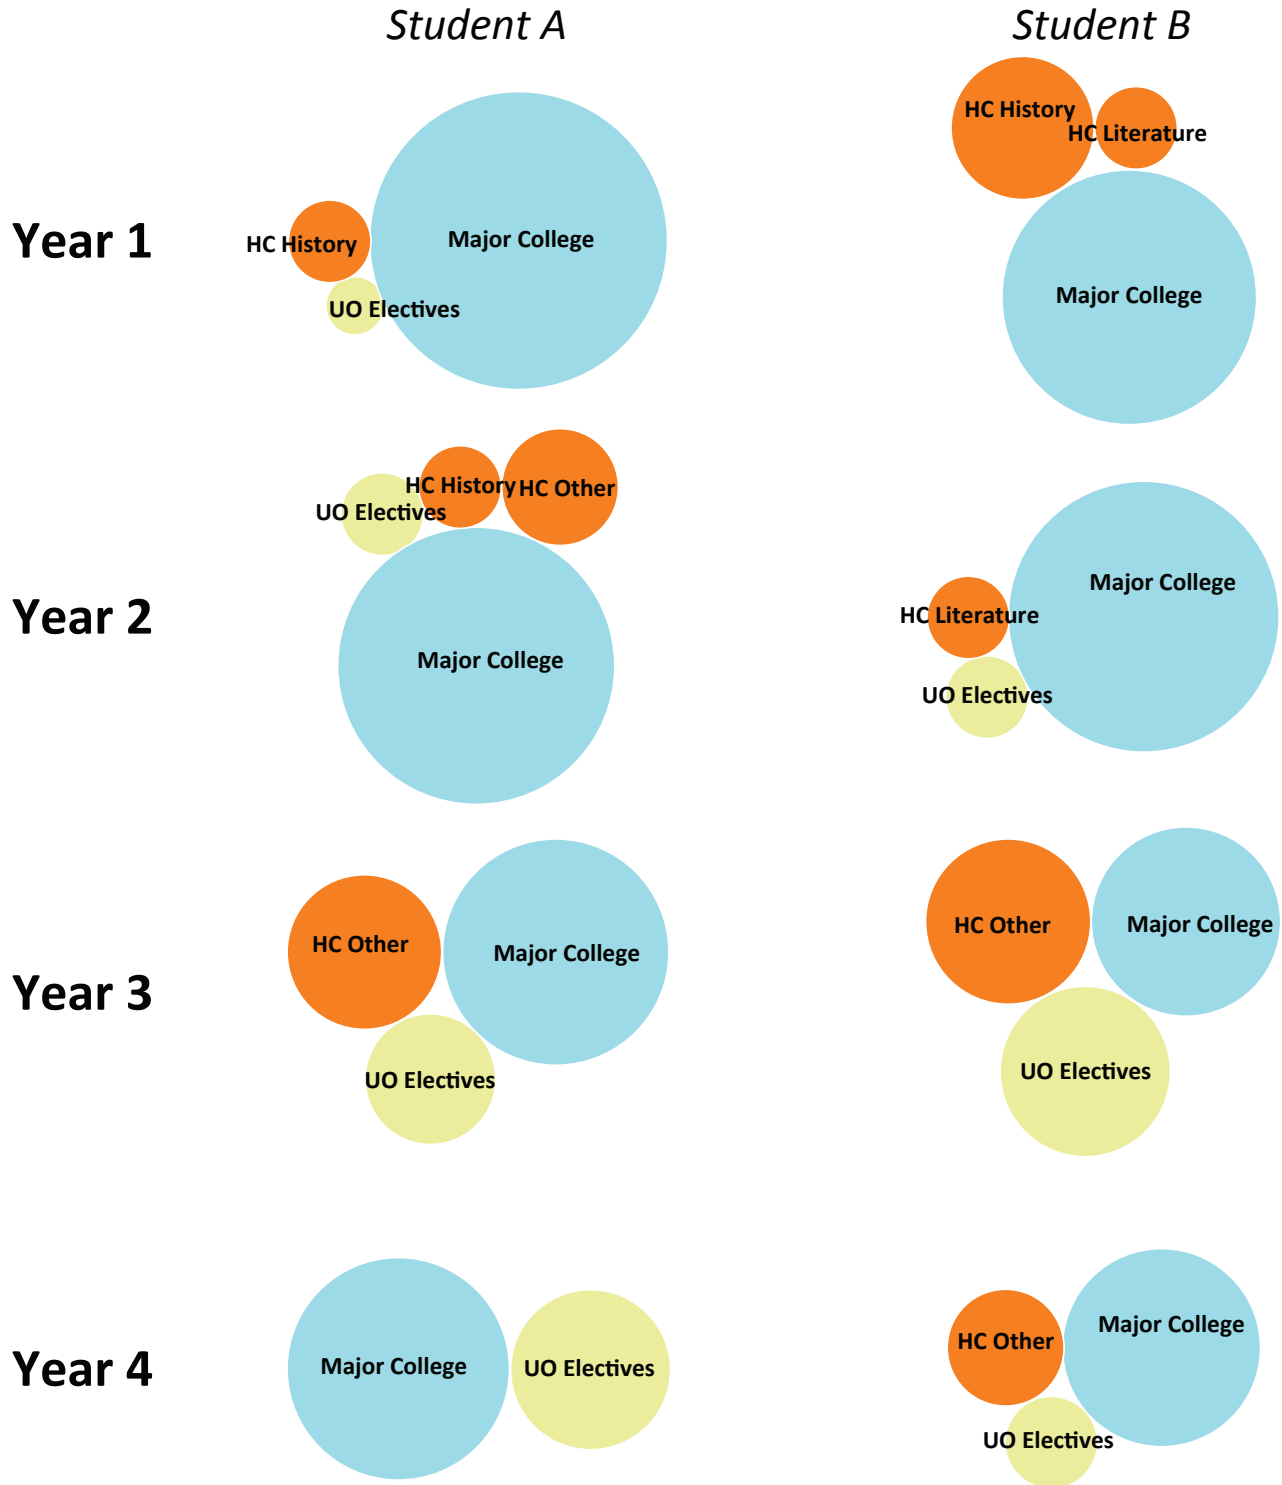 Student A
Student B
HC History
HC Literature
Year 1
HC History
Major College
UO Electives
Major College
HC History
HC Other
UO Electives
Year 2
Major College
Major College
HC Literature
UO Electives
Year 3
HC Other
Major College
UO Electives
HC Other
Major College
UO Electives
Year 4
Major College
UO Electives
HC Other
Major College
UO Electives